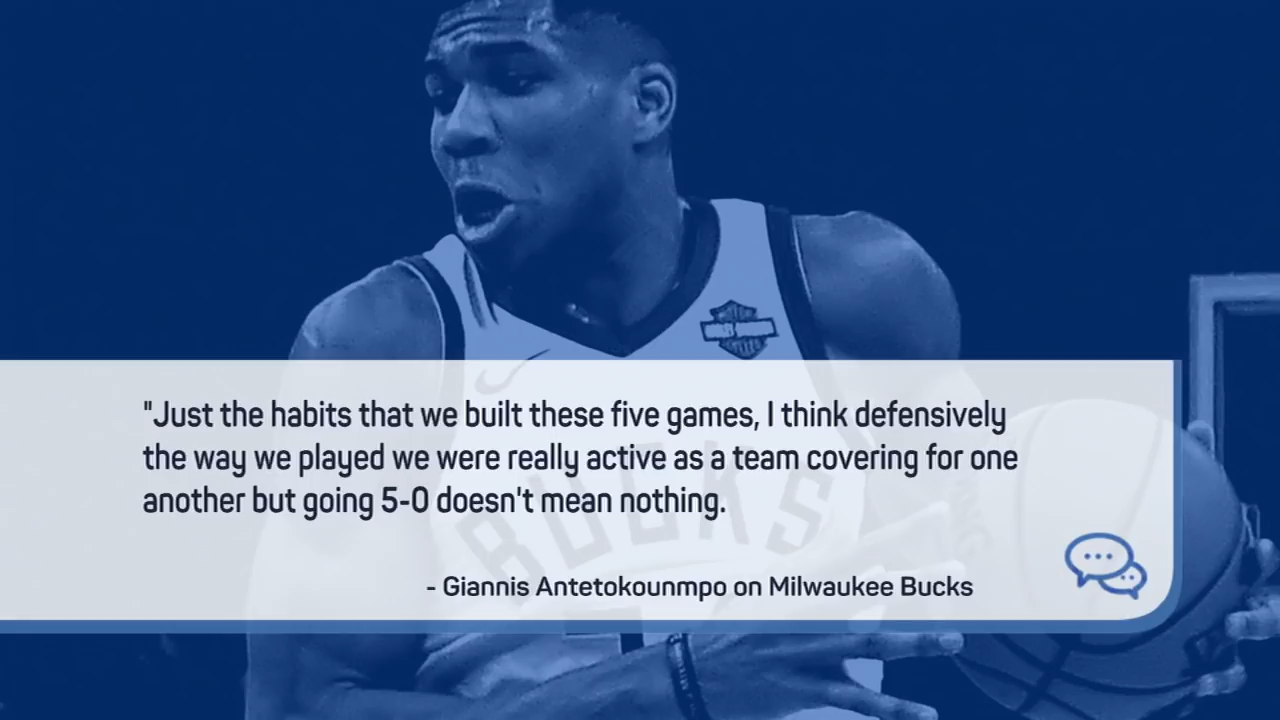 "Just the habits that we built these five games, I think defensively
the way we played we were really active as a team covering for one
another but going 5-0 doesn't mean nothing.
- Giannis Antetokounmpo on Milwaukee Bucks
BUCKS